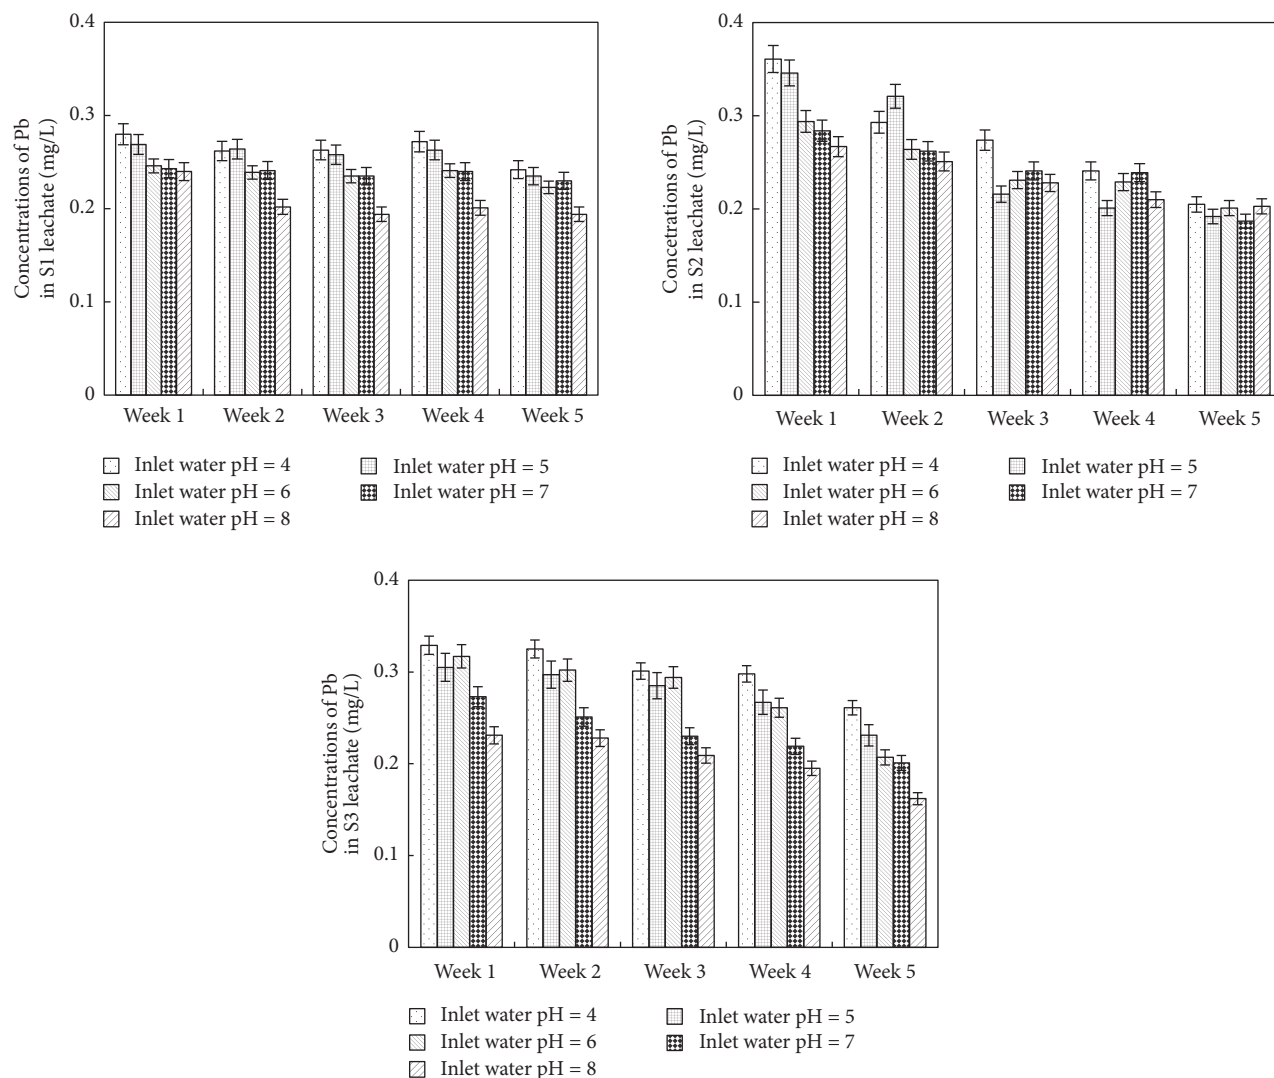 Concentrations of Pb
in S1 leachate (mg/L)
0.4
0.3
0.2
0.1
0
Week 1 Week 2 Week 3 Week 4 Week 5
Inlet water pH = 4 Inlet water pH = 5
Inlet water pH = 6 Inlet water pH = 7
Inlet water pH = 8
Concetrations of Pb
in S2 leachate (mg/L)
0.4
0.3
0.2
0.1
0
Week 1 Week 2 Week 3 Week 4 Week 5
Inlet water pH = 4 Inlet water pH = 5
Inlet water pH = 6 Inlet water pH = 7
Inlet water pH = 8
Concentrations of Pb
in S3 leachate (mg/L)
0.4
0.3
0.2
0.1
0
Week 1 Week 2 Week 3 Week 4 Week 5
Inlet water pH = 4 Inlet water pH = 5
Inlet water pH = 6 Inlet water pH = 7
Inlet water pH = 8